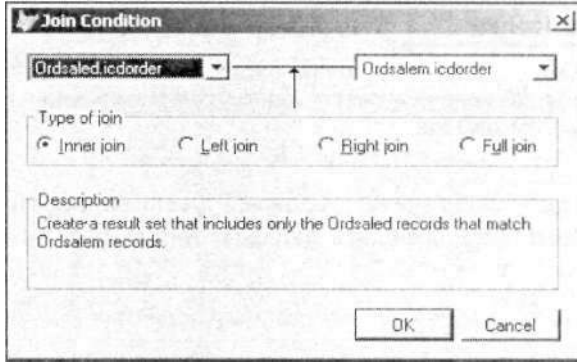 Join Condition
Ordsaled.icdorder Ordsalem.icdorder
Type of join
Inner join Left join Right join Full join
Description
Create a result set that includes only the Ordsaled records that match
Ordsalem records.
OK Cancel